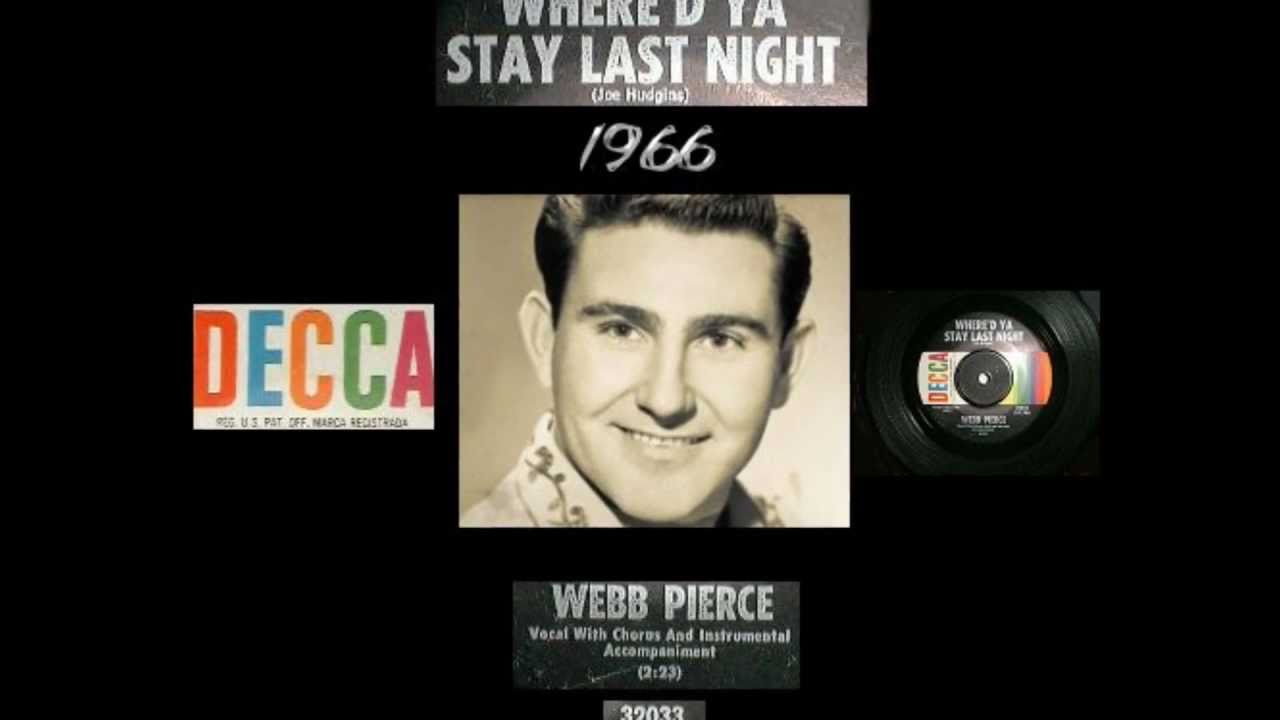 WHERE'D YA
STAY LAST NIGHT
(Joe Hudgins)
1966
DECCA
REG. U.S. PAT. OFF. MARCA REGISTRADA
WHERE'D YA
STAY LAST NIGHT
DECCA
WEBB PIERCE
WEBB PIERCE
Vocal With Chorus And Instrumental
Accompaniment
(2:23)
32033